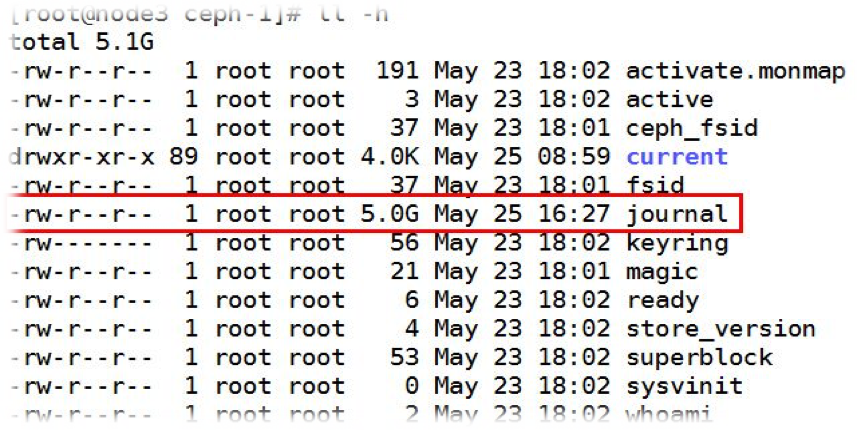 [root@node3 ceph-1]# ll -h
total 5.1G
-rw-r--r--  1 root root  191 May 23 18:02 activate.monmap
-rw-r--r--  1 root root    3 May 23 18:02 active
-rw-r--r--  1 root root   37 May 23 18:01 ceph_fsid
drwxr-xr-x 89 root root 4.0K May 25 08:59 current
-rw-r--r--  1 root root   37 May 23 18:01 fsid
-rw-r--r--  1 root root 5.0G May 25 16:27 journal
-rw-------  1 root root   56 May 23 18:02 keyring
-rw-r--r--  1 root root   21 May 23 18:01 magic
-rw-r--r--  1 root root    6 May 23 18:02 ready
-rw-r--r--  1 root root    4 May 23 18:02 store_version
-rw-r--r--  1 root root   53 May 23 18:02 superblock
-rw-r--r--  1 root root    0 May 23 18:02 sysvinit
-rw-r--r--  1 root root    2 May 23 18:02 whoami